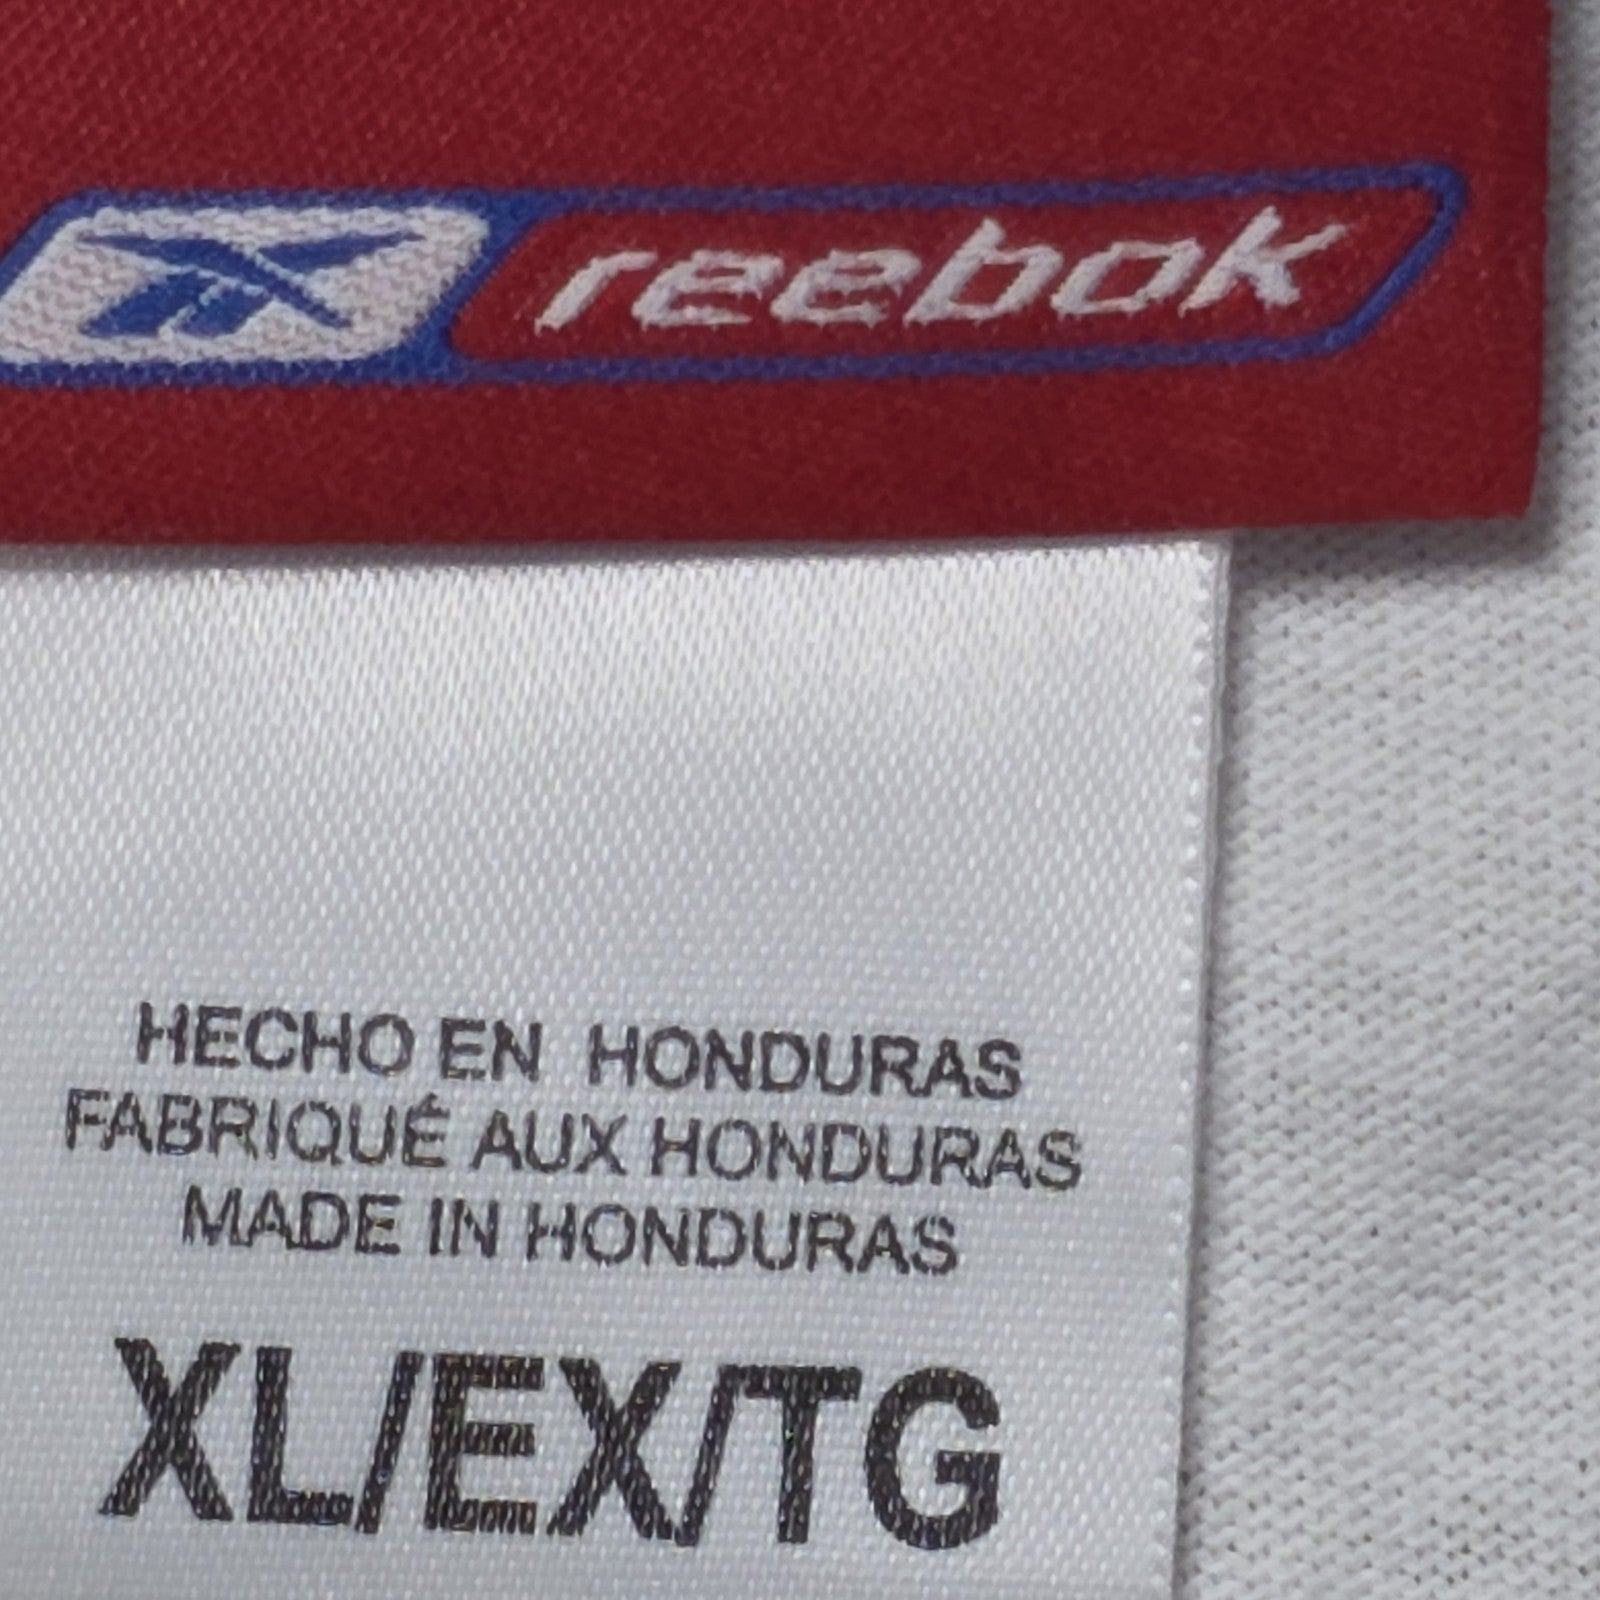 reebok
HECHO EN HONDURAS
FABRIQUÉ AUX HONDURAS
MADE IN HONDURAS
XL/EX/TG